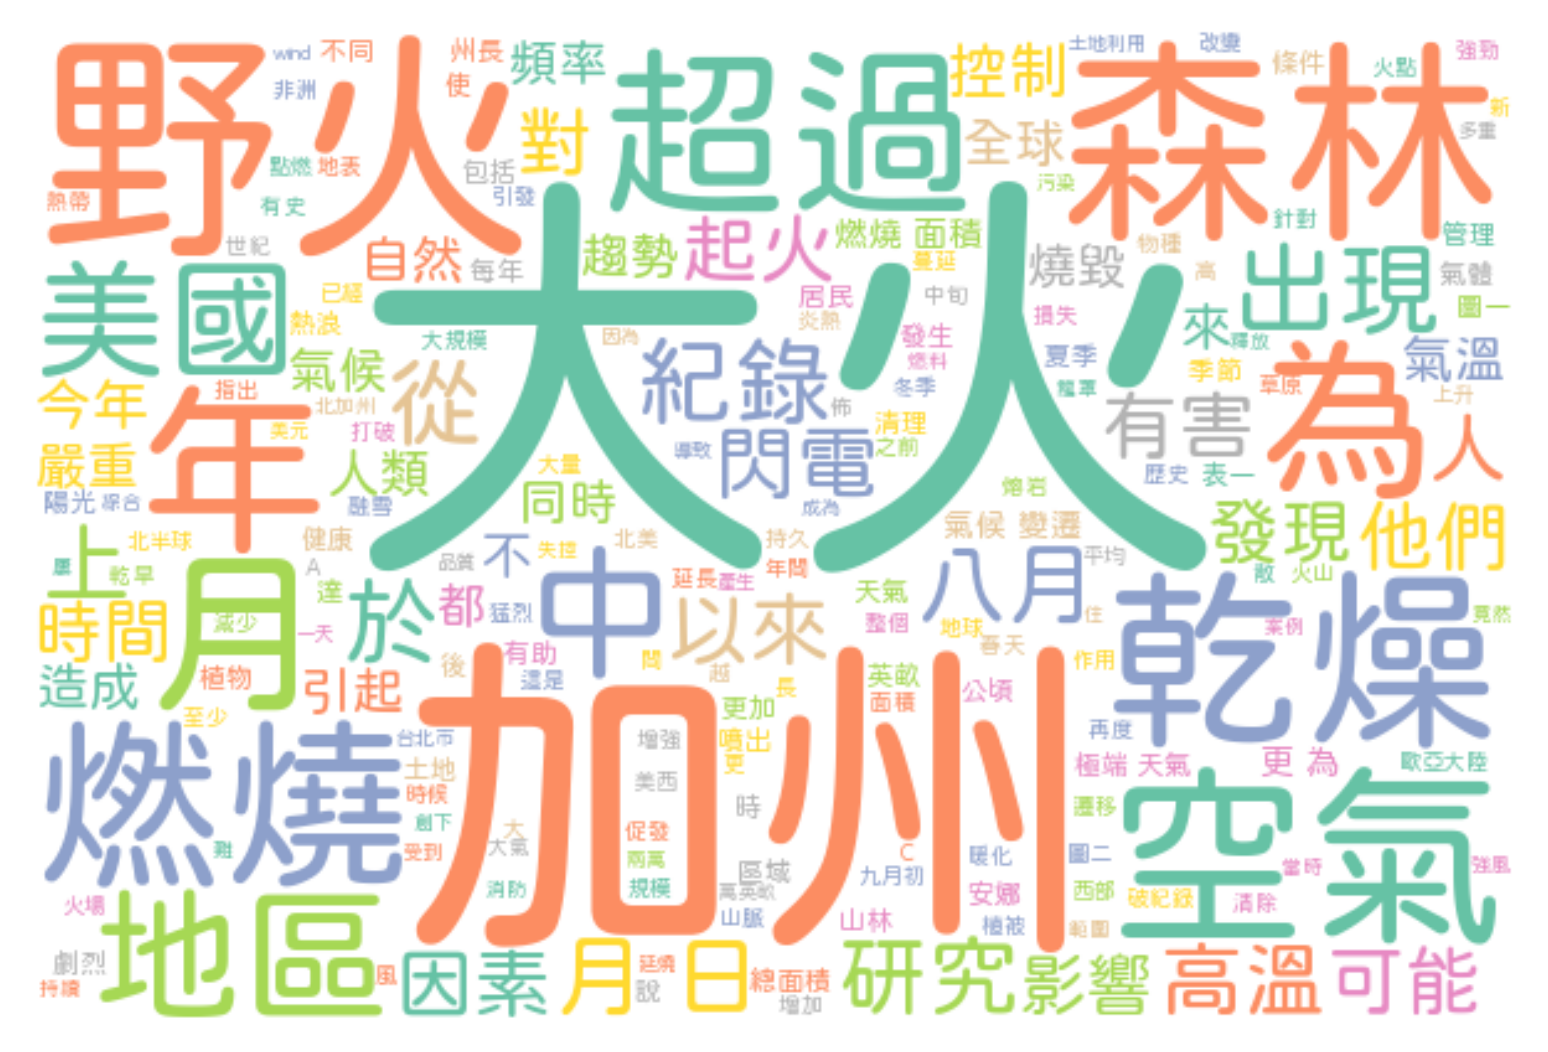 野火
wind
不同
州長
頻率
超過
控制
土地利用
改變
森林
條件
火點
強勁
非洲
使
對
全球
新
多重
點燃
地表
包括
引發
污染
熱帶
有史
針對
管理
世紀
自然
每年
趨勢
起火
燃燒 面積
蔓延
燒毀
物種
高
出現
氣體
美國
已經
熱浪
大火
居民
中旬
炎熱
損失
來
釋放
圖一
大規模
因為
紀錄
發生
燃料
夏季
氣溫
氣候
從
冬季
籠罩
季節
草原
為
上升
今年
年
指出
北加州
佈
清理
有害
美元
打破
人
嚴重
人類
大量
導致
閃電
之前
歷史
表一
陽光
綜合
融雪
同時
成為
熔岩
上
北半球
健康
不
失控
北美
持久
氣候 變遷
發現
他們
乾旱
月
A
品質
中
延長
產生
年間
八月
平均
敵
火山
時間
減少
達
於
都
猛烈
以來
天氣
整個
地球
住
乾燥
竟然
一天
春天
案例
造成
植物
引起
後
有助
這是
間
越
英畝
作用
至少
加州
長
面積
公頃
燃燒
台北市
增強
更加
噴出
再度
土地
更
極端 天氣
更 為
歐亞大陸
時候
美西
時
遷移
空氣
創下
大
促發
C
難
受到
大氣
兩萬
區域
暖化
圖二
當時
強風
消防
規模
萬英畝
九月初
安娜
西部
破紀錄
清除
火場
地區
山脈
山林
植被
範圍
劇烈
風
因素
月
延燒
日
總面積
研究
影響
高溫
可能
持續
說
增加